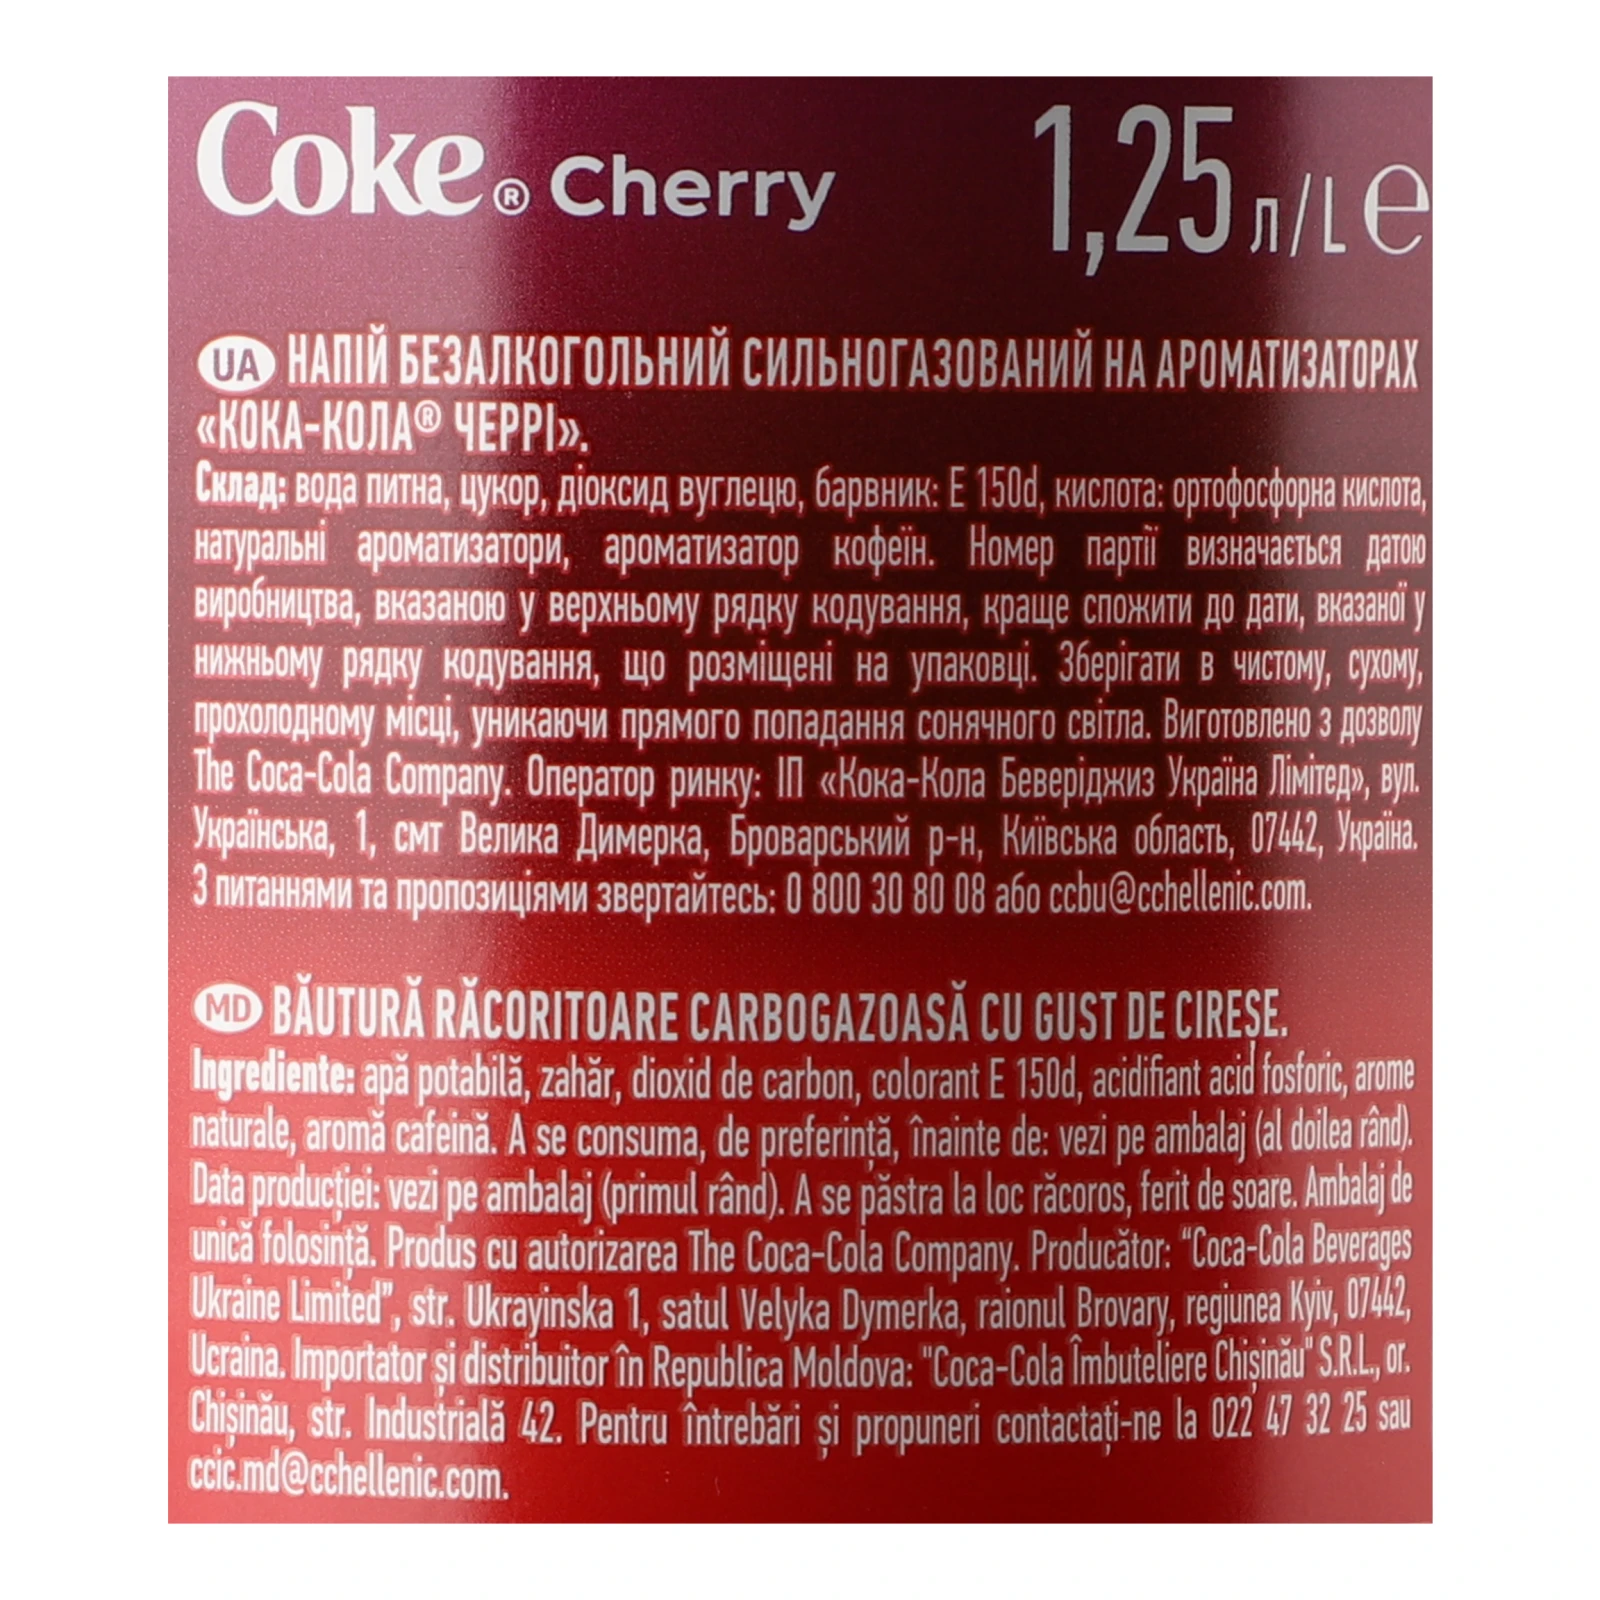 Coke® Cherry 1,25 л/L ℮
UA НАПІЙ БЕЗАЛКОГОЛЬНИЙ СИЛЬНОГАЗОВАНИЙ НА АРОМАТИЗАТОРАХ
«КОКА-КОЛА® ЧЕРРІ».
Склад: вода питна, цукор, діоксид вуглецю, барвник: Е 150d, кислота: ортофосфорна кислота,
натуральні ароматизатори, ароматизатор кофеїн. Номер партії визначається датою
виробництва, вказаною у верхньому рядку кодування, краще спожити до дати, вказаної у
нижньому рядку кодування, що розміщені на упаковці. Зберігати в чистому, сухому,
прохолодному місці, уникаючи прямого попадання сонячного світла. Виготовлено з дозволу
The Coca-Cola Company. Оператор ринку: ІП «Кока-Кола Беверіджиз Україна Лімітед», вул.
Українська, 1, смт Велика Димерка, Броварський р-н, Київська область, 07442, Україна.
З питаннями та пропозиціями звертайтесь: 0 800 30 80 08 або ccbu@cchellenic.com.
MD BĂUTURĂ RĂCORITOARE CARBOGAZOASĂ CU GUST DE CIREȘE.
Ingrediente: apă potabilă, zahăr, dioxid de carbon, colorant E 150d, acidifiant acid fosforic, arome
naturale, aromă cafeină. A se consuma, de preferință, înainte de: vezi pe ambalaj (al doilea rând).
Data producției: vezi pe ambalaj (primul rând). A se păstra la loc răcoros, ferit de soare. Ambalaj de
unică folosință. Produs cu autorizarea The Coca-Cola Company. Producător: “Coca-Cola Beverages
Ukraine Limited”, str. Ukrayinska 1, satul Velyka Dymerka, raionul Brovary, regiunea Kyiv, 07442,
Ucraina. Importator și distribuitor în Republica Moldova: "Coca-Cola Îmbuteliere Chișinău" S.R.L., or.
Chișinău, str. Industrială 42. Pentru întrebări și propuneri contactați-ne la 022 47 32 25 sau
ccic.md@cchellenic.com.